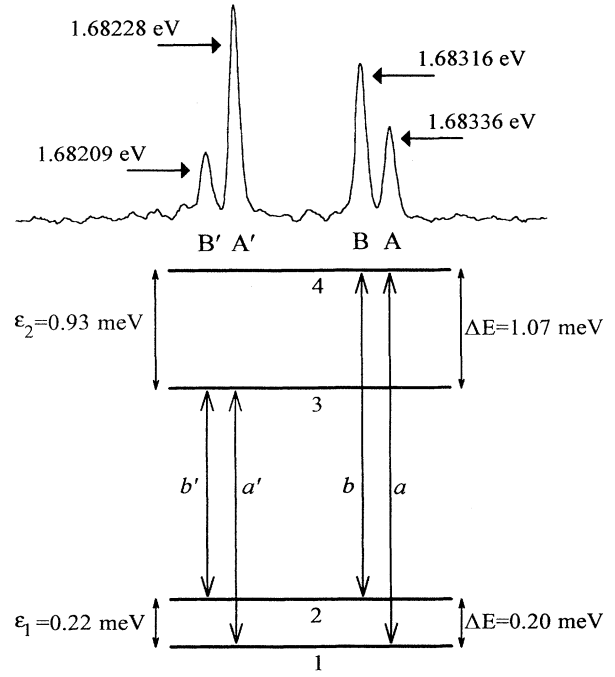 1.68228 eV
1.68316 eV
1.68336 eV
1.68209 eV
B′ A′ B A
4
ε₂=0.93 meV
ΔE=1.07 meV
3
b′ a′ b a
2
ε₁=0.22 meV
ΔE=0.20 meV
1